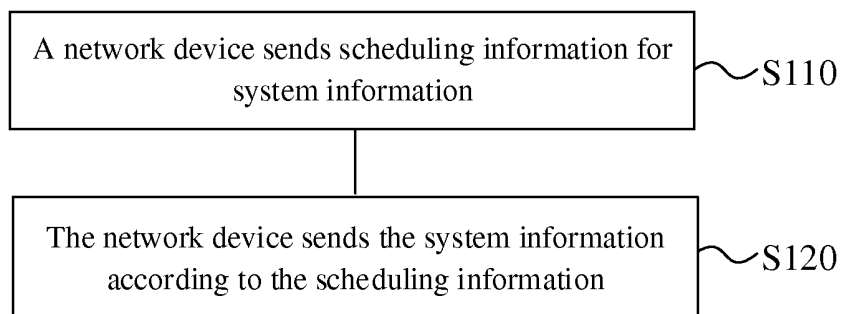 A network device sends scheduling information for
system information
S110
The network device sends the system information
according to the scheduling information
S120